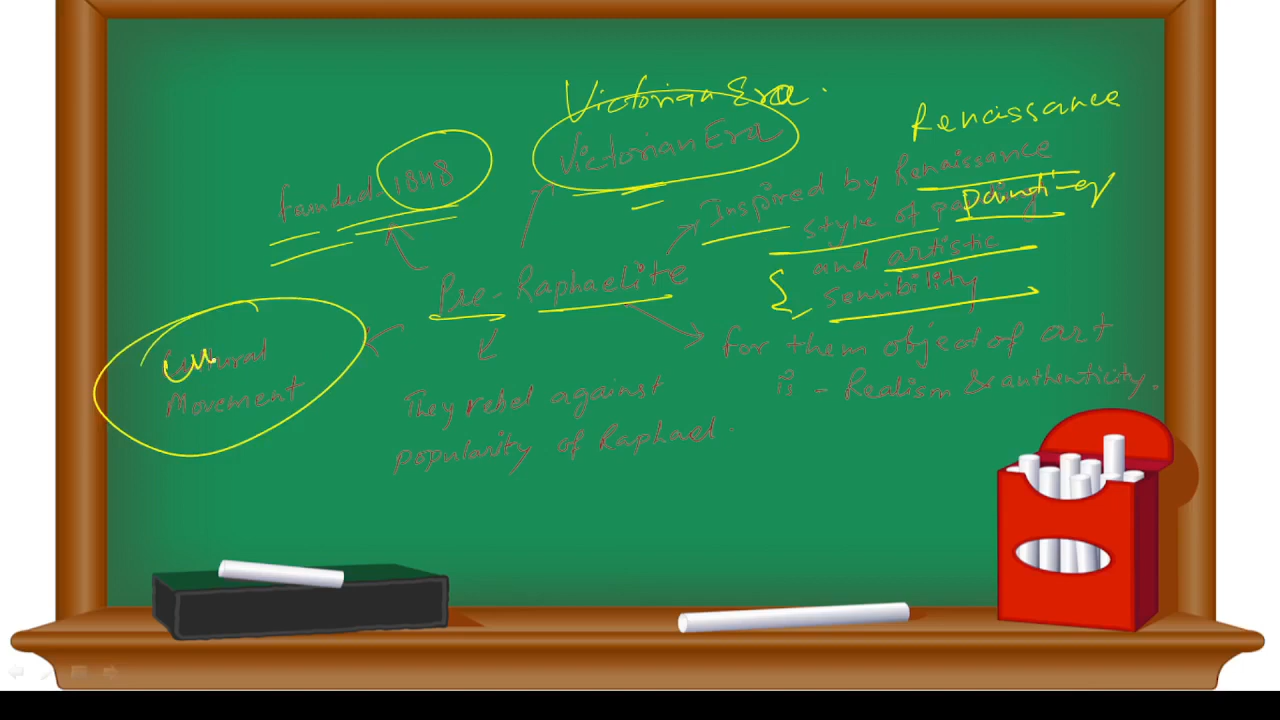 Victorian Era.
Victorian Era
Renaissance
founded - 1848
Inspired by Renaissance
style of painting
painting
and artistic
sensibility
Pre-Raphaelite
Cultural
Movement
They rebel against
popularity of Raphael.
for them object of art
is - Realism & authenticity.